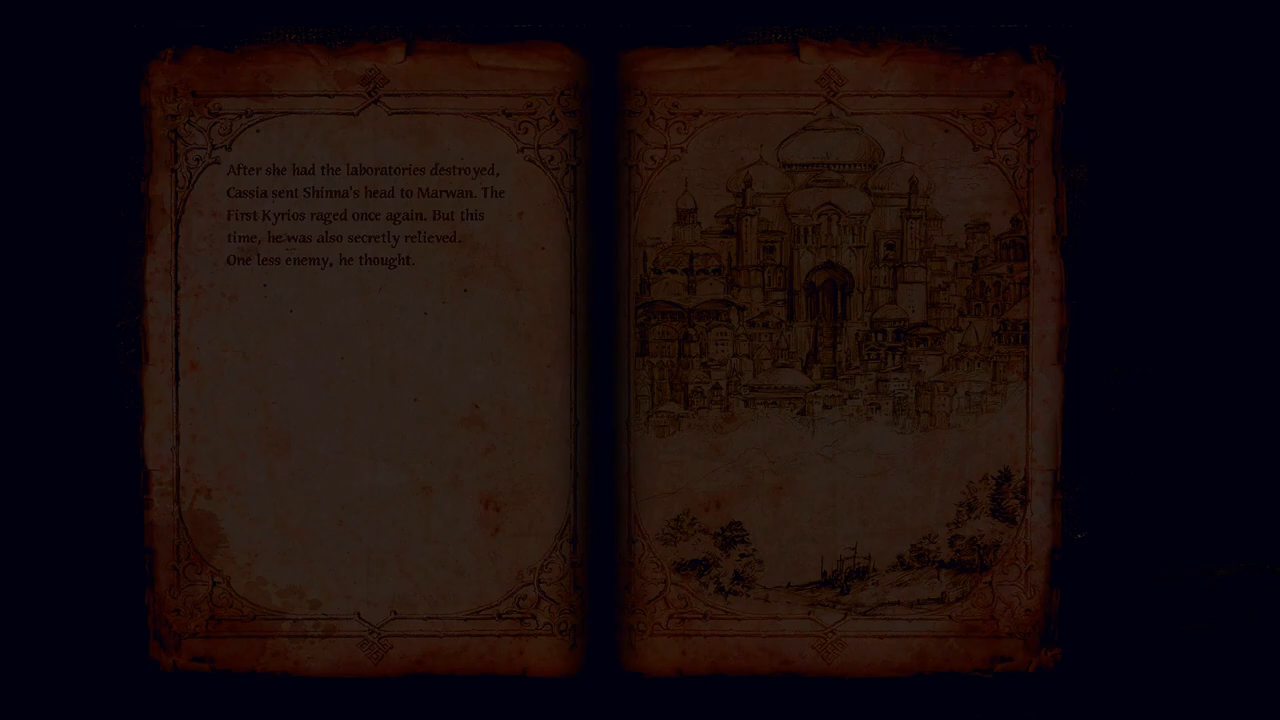 After she had the laboratories destroyed,
Cassia sent Shinna's head to Marwan. The
First Kyrios raged once again. But this
time, he was also secretly relieved.
One less enemy, he thought.